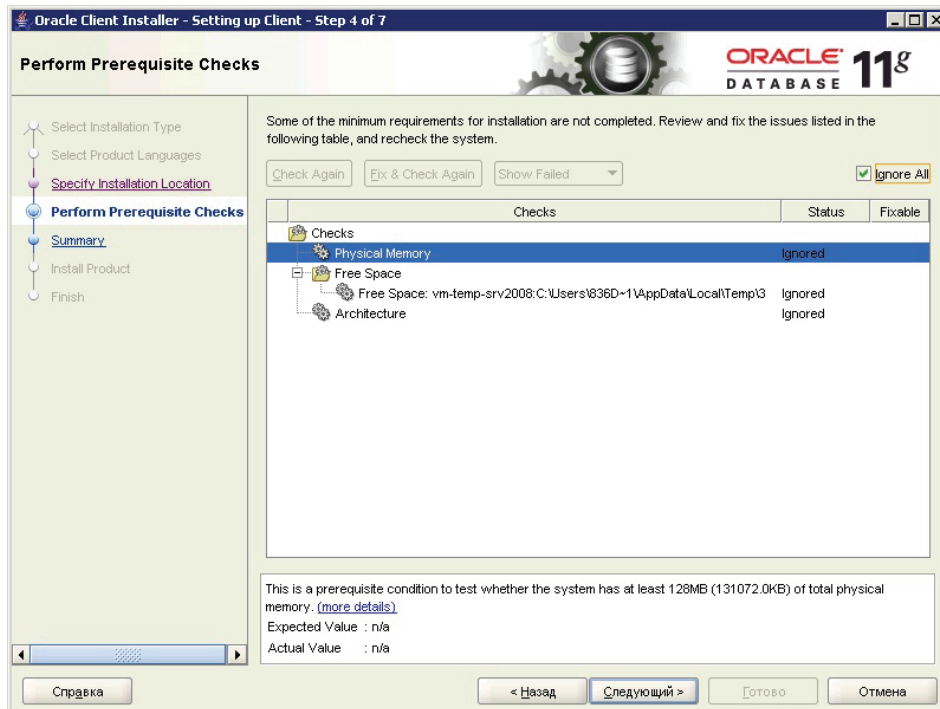 Oracle Client Installer - Setting up Client - Step 4 of 7
Perform Prerequisite Checks
ORACLE
DATABASE
11g
Select Installation Type
Select Product Languages
Specify Installation Location
Perform Prerequisite Checks
Summary
Install Product
Finish
Some of the minimum requirements for installation are not completed. Review and fix the issues listed in the
following table, and recheck the system.
Check Again Fix & Check Again Show Failed Ignore All
Checks Status Fixable
Checks
Physical Memory Ignored
Free Space
Free Space: vm-temp-srv2008:C:\Users\836D~1\AppData\Local\Temp\3 Ignored
Architecture Ignored
This is a prerequisite condition to test whether the system has at least 128MB (131072.0KB) of total physical
memory. (more details)
Expected Value : n/a
Actual Value : n/a
Справка < Назад Следующий > Готово Отмена